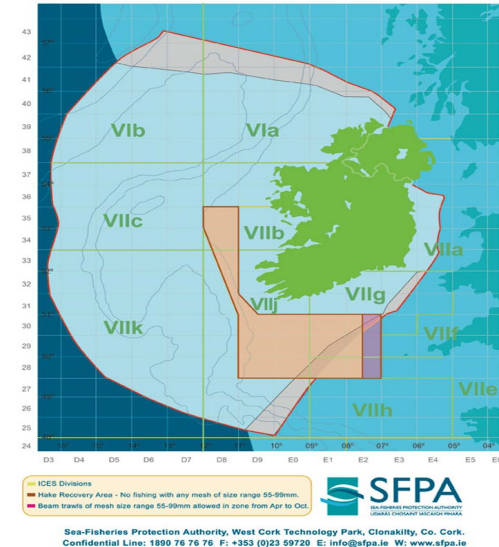 43
42
41
40
39
VIb
VIa
38
37
36
35
VIIc
VIIb
34
VIIa
33
32
VIIj
VIIg
31
VIIk
VIIf
30
29
28
27
VIIe
26
VIIh
25
24
10° 09° 08° 07° 06° 05° 04°
D3 D4 D5 D6 D7 D8 D9 E0 E1 E2 E3 E4 E5
ICES Divisions
Hake Recovery Area - No fishing with any mesh of size range 55-99mm.
Beam trawls of mesh size range 55-99mm allowed in zone from Apr to Oct.
SFPA
SEA-FISHERIES PROTECTION AUTHORITY
ÚDARÁS CHOSAINT IASCAIGH MHARA
Sea-Fisheries Protection Authority, West Cork Technology Park, Clonakilty, Co. Cork.
Confidential Line: 1890 76 76 76 F: +353 (0)23 59720 E: info@sfpa.ie W: www.sfpa.ie